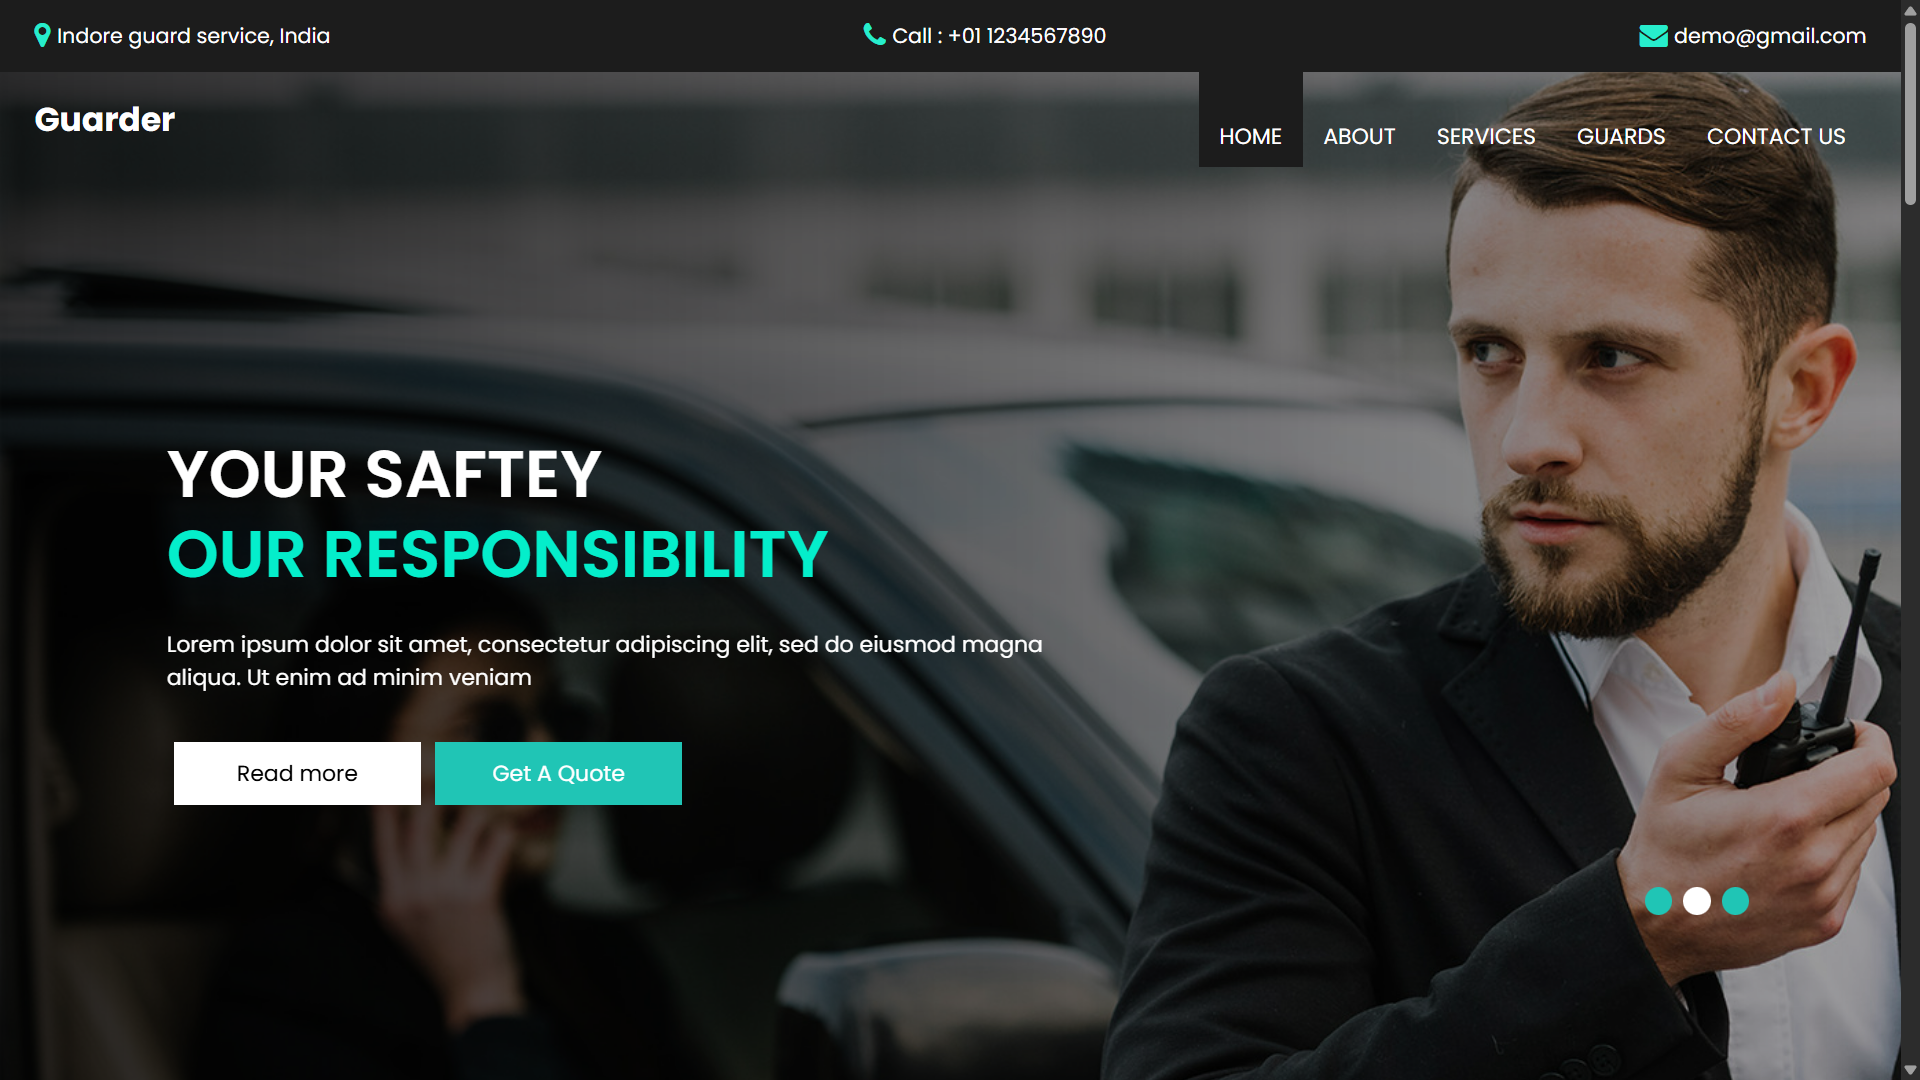 Indore guard service, India
Call : +01 1234567890
demo@gmail.com
Guarder
HOME
ABOUT
SERVICES
GUARDS
CONTACT US
YOUR SAFTEY
OUR RESPONSIBILITY
Lorem ipsum dolor sit amet, consectetur adipiscing elit, sed do eiusmod magna
aliqua. Ut enim ad minim veniam
Read more
Get A Quote